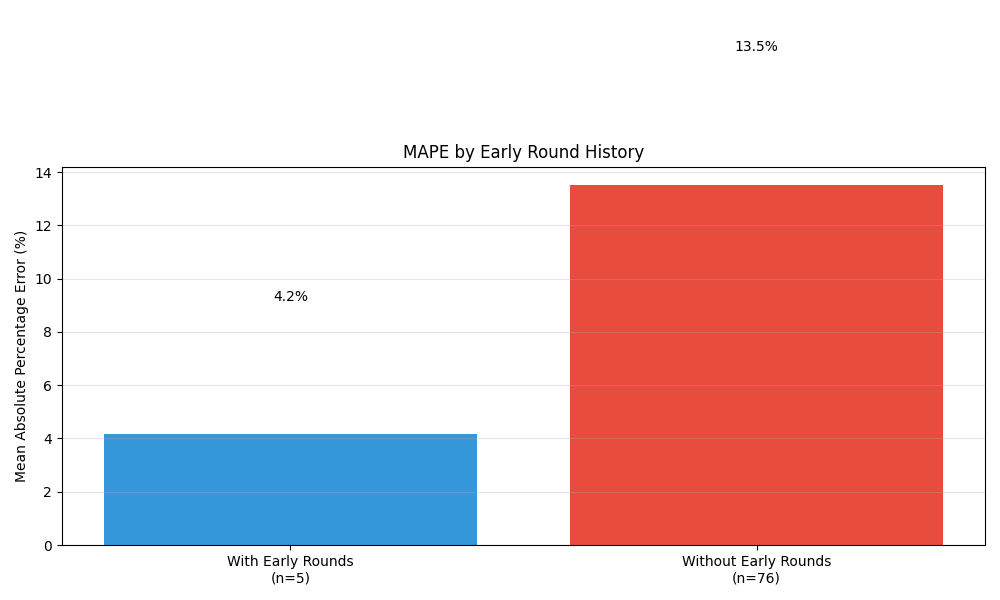 13.5%
MAPE by Early Round History
Mean Absolute Percentage Error (%)
14
12
10
8
6
4
2
0
4.2%
With Early Rounds
(n=5)
Without Early Rounds
(n=76)